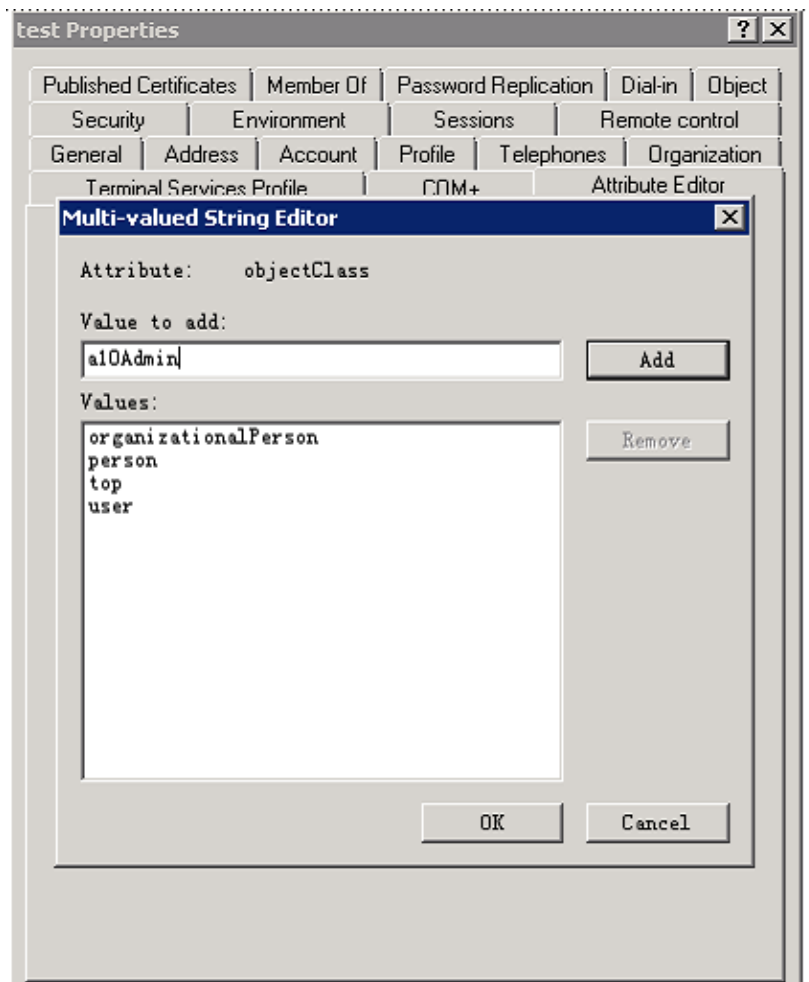 test Properties
Published Certificates Member Of Password Replication Dial-in Object
Security Environment Sessions Remote control
General Address Account Profile Telephones Organization
Terminal Services Profile COM+ Attribute Editor
Multi-valued String Editor
Attribute: objectClass
Value to add:
a10Admin Add
Values:
organizationalPerson Remove
person
top
user
OK Cancel